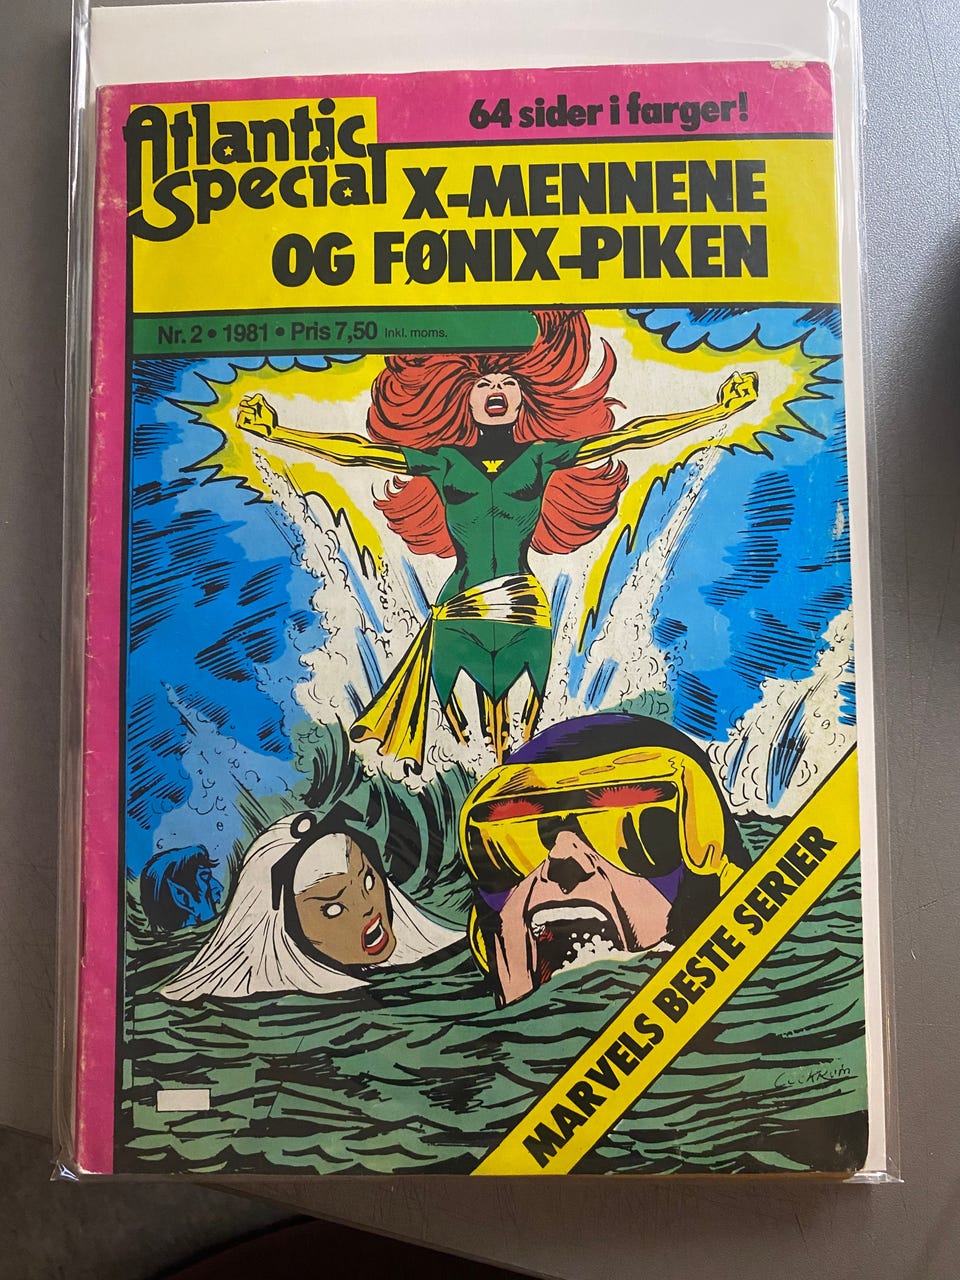 Atlantic
Special
64 sider i farger!
X-MENNENE
OG FØNIX-PIKEN
Nr. 2 • 1981 • Pris 7,50 Inkl. moms.
MARVELS BESTE SERIER
Cockrum